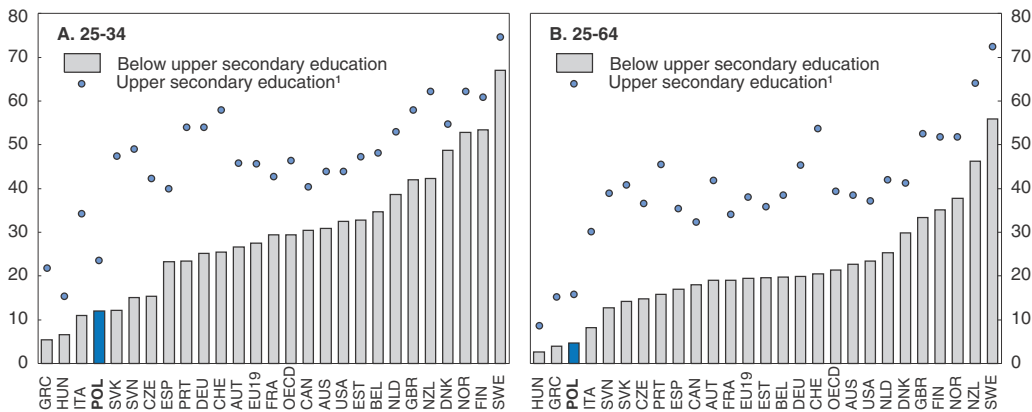 A. 25-34
Below upper secondary education
Upper secondary education¹
80
70
60
50
40
30
20
10
0
GRC HUN ITA POL SVK SVN CZE ESP PRT DEU CHE AUT EU19 FRA OECD CAN AUS USA EST BEL NLD GBR NZL DNK NOR FIN SWE
B. 25-64
Below upper secondary education
Upper secondary education¹
80
70
60
50
40
30
20
10
0
HUN GRC POL ITA SVN SVK CZE PRT ESP CAN AUT FRA EU19 EST BEL DEU CHE OECD AUS USA NLD DNK GBR FIN NOR NZL SWE